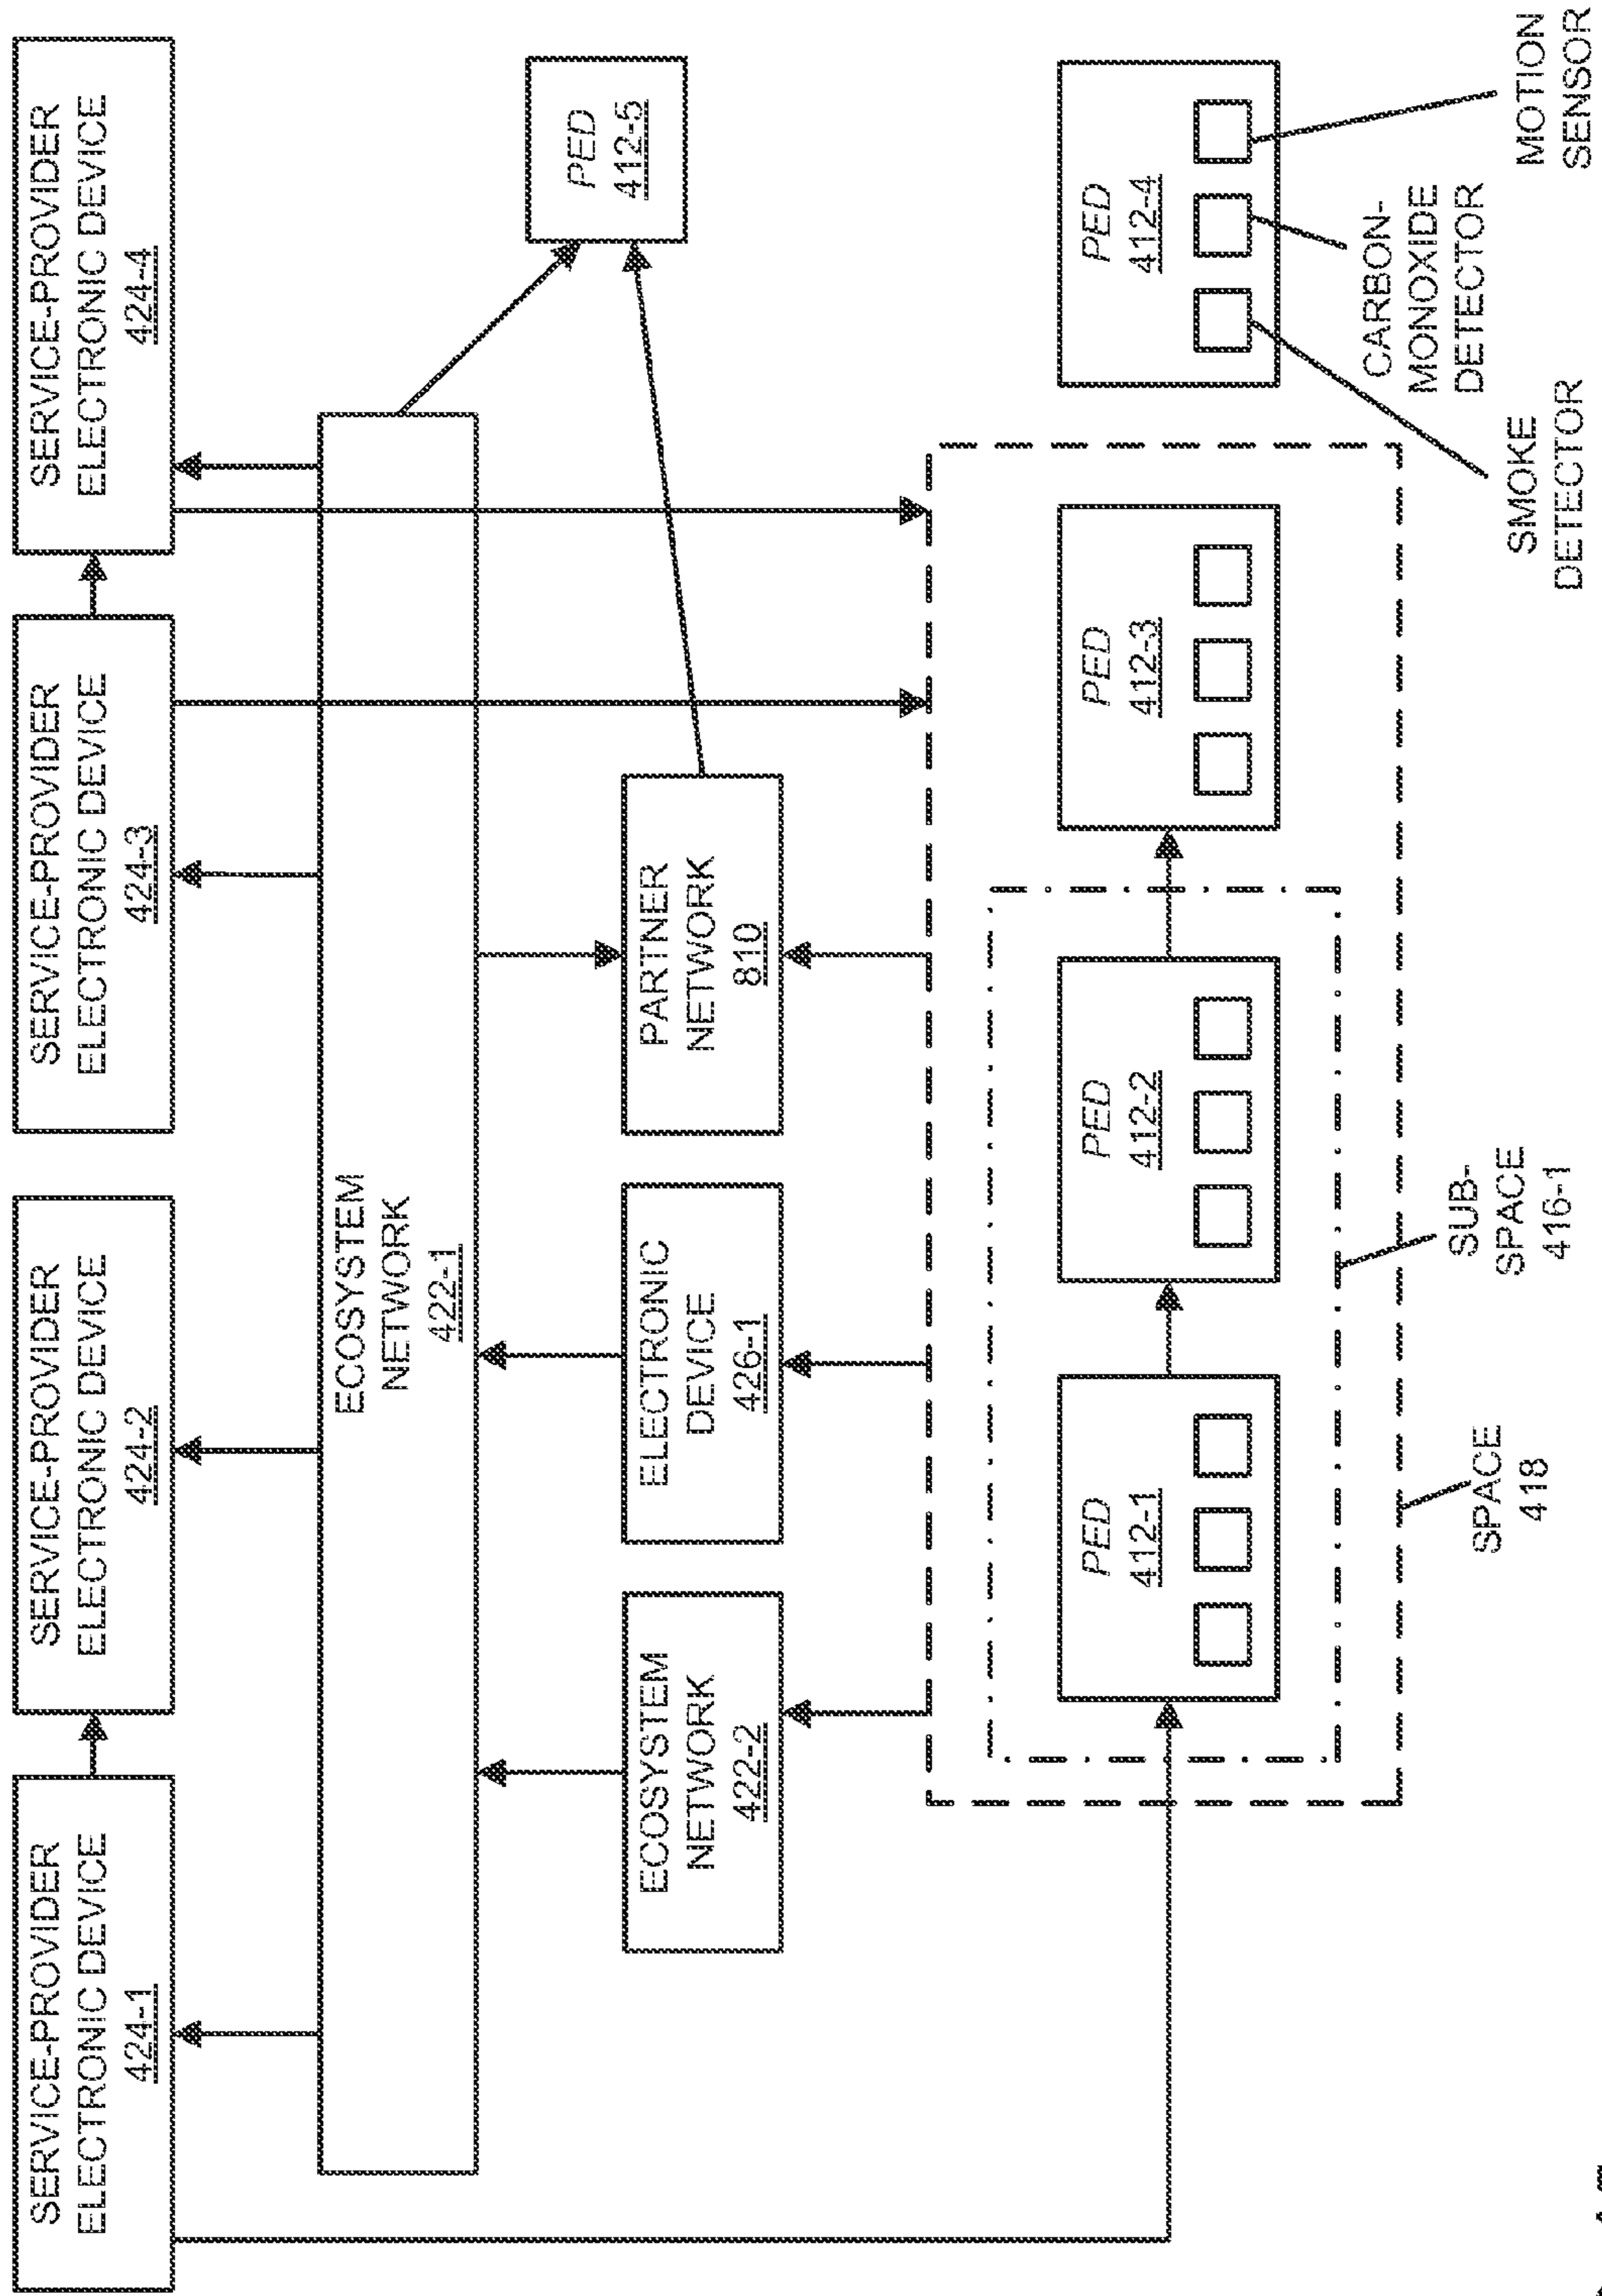 SERVICE-PROVIDER
ELECTRONIC DEVICE
424-1
SERVICE-PROVIDER
ELECTRONIC DEVICE
424-2
SERVICE-PROVIDER
ELECTRONIC DEVICE
424-3
SERVICE-PROVIDER
ELECTRONIC DEVICE
424-4
ECOSYSTEM
NETWORK
422-1
PED
412-5
ECOSYSTEM
NETWORK
422-2
ELECTRONIC
DEVICE
426-1
PARTNER
NETWORK
810
PED
412-1
PED
412-2
PED
412-3
PED
412-4
SPACE
418
SUB-
SPACE
416-1
SMOKE
DETECTOR
CARBON-
MONOXIDE
DETECTOR
MOTION
SENSOR